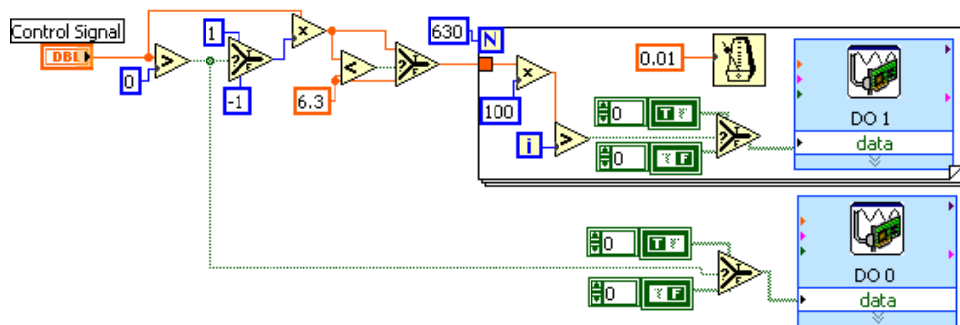 Control Signal
DBL
0
1
-1
6.3
630 N
100
i
0.01
0 T F
0 T F
DO 1
data
0 T F
0 T F
DO 0
data